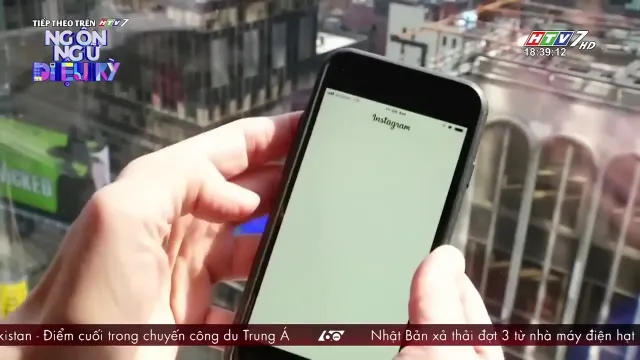 TIẾP THEO TRÊN HTV7
NGÔN
NGỮ
DIỆU KỲ
HTV7 HD
18:39:12
Instagram
WICKED
kistan - Điểm cuối trong chuyến công du Trung Á
60
Nhật Bản xả thải đợt 3 từ nhà máy điện hạt